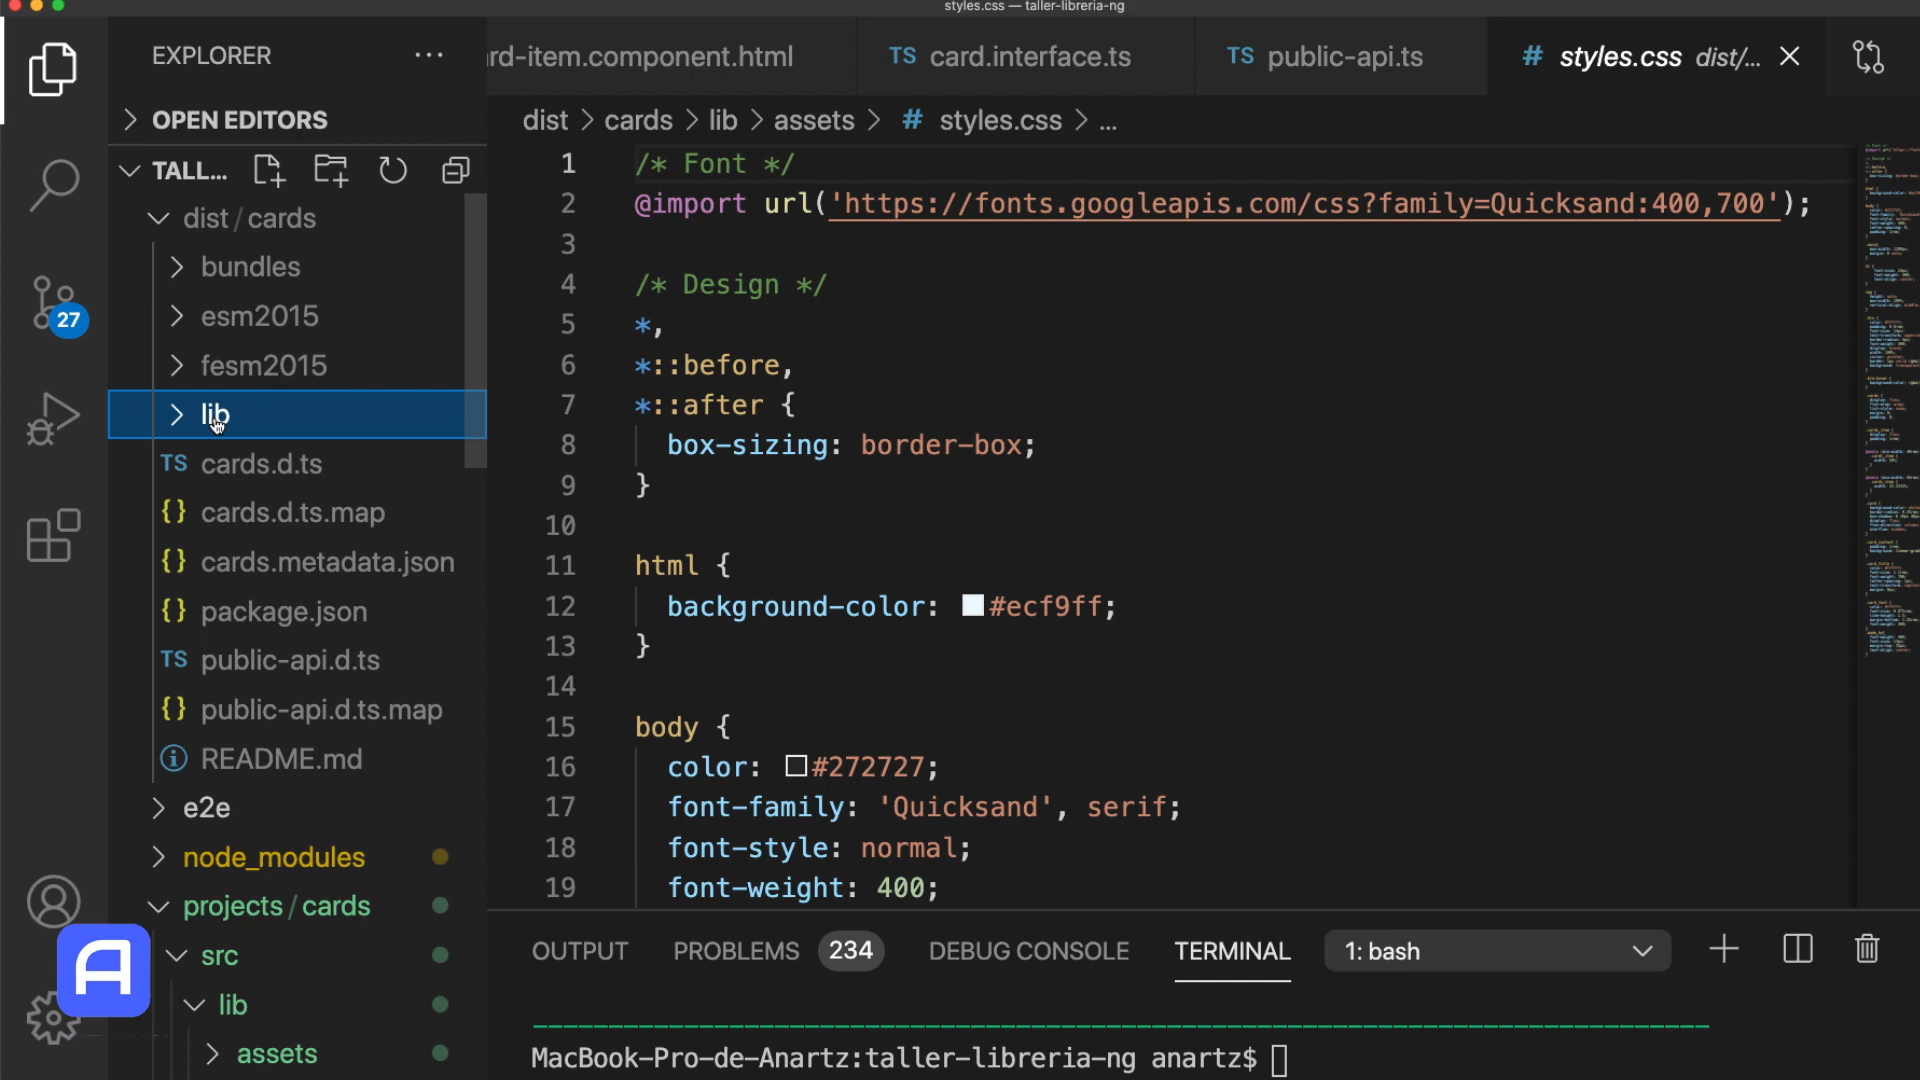 styles.css — taller-libreria-ng
EXPLORER
rd-item.component.html
TS card.interface.ts
TS public-api.ts
# styles.css dist/...
OPEN EDITORS
dist > cards > lib > assets > # styles.css > ...
TALL...
dist / cards
bundles
esm2015
fesm2015
lib
TS cards.d.ts
{} cards.d.ts.map
{} cards.metadata.json
{} package.json
TS public-api.d.ts
{} public-api.d.ts.map
README.md
e2e
node_modules
projects / cards
src
lib
assets
27
1 /* Font */
2 @import url('https://fonts.googleapis.com/css?family=Quicksand:400,700');
3
4 /* Design */
5 *,
6 *::before,
7 *::after {
8 box-sizing: border-box;
9 }
10
11 html {
12 background-color: #ecf9ff;
13 }
14
15 body {
16 color: #272727;
17 font-family: 'Quicksand', serif;
18 font-style: normal;
19 font-weight: 400;
OUTPUT PROBLEMS 234 DEBUG CONSOLE TERMINAL 1: bash
MacBook-Pro-de-Anartz:taller-libreria-ng anartz$